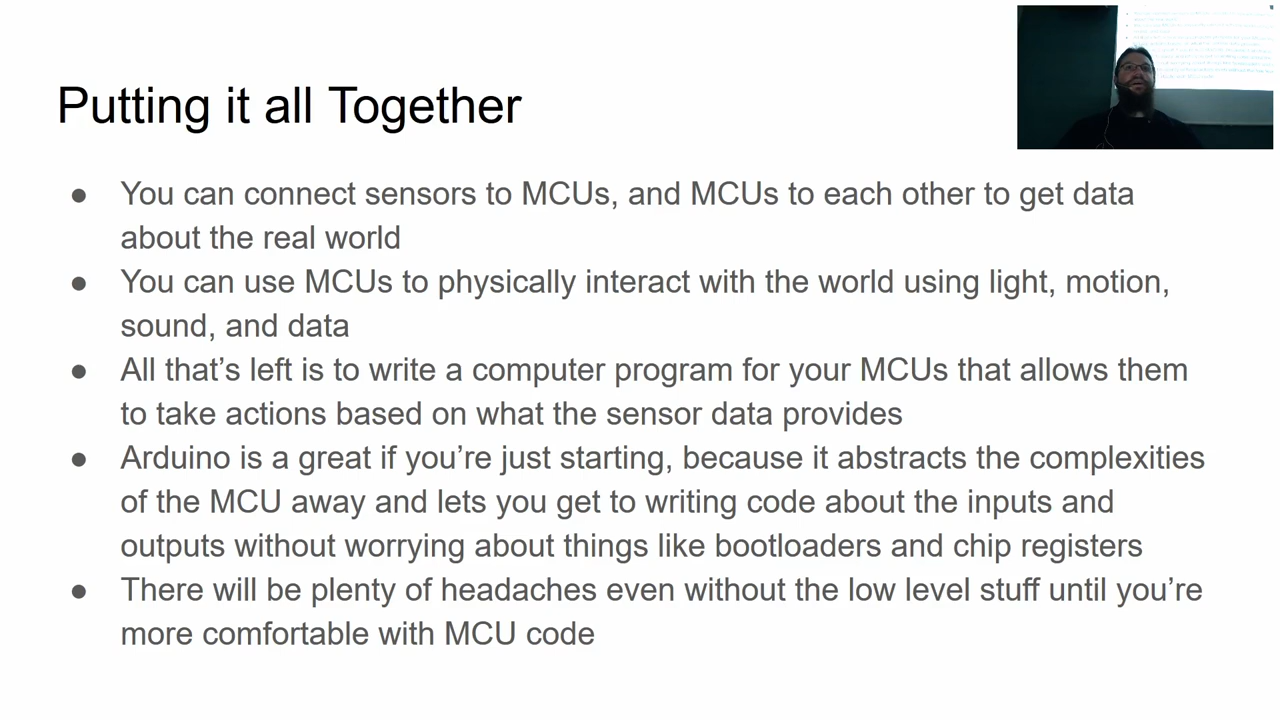 Putting it all Together
● You can connect sensors to MCUs, and MCUs to each other to get data
about the real world
● You can use MCUs to physically interact with the world using light, motion,
sound, and data
● All that’s left is to write a computer program for your MCUs that allows them
to take actions based on what the sensor data provides
● Arduino is a great if you’re just starting, because it abstracts the complexities
of the MCU away and lets you get to writing code about the inputs and
outputs without worrying about things like bootloaders and chip registers
● There will be plenty of headaches even without the low level stuff until you’re
more comfortable with MCU code